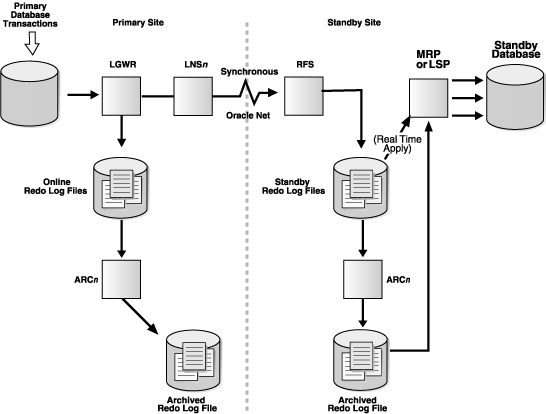 Primary
Database
Transactions
Primary Site
Standby Site
LGWR
LNSn
Synchronous
Oracle Net
RFS
MRP
or LSP
Standby
Database
(Real Time
Apply)
Online
Redo Log Files
Standby
Redo Log Files
ARCn
ARCn
Archived
Redo Log File
Archived
Redo Log File